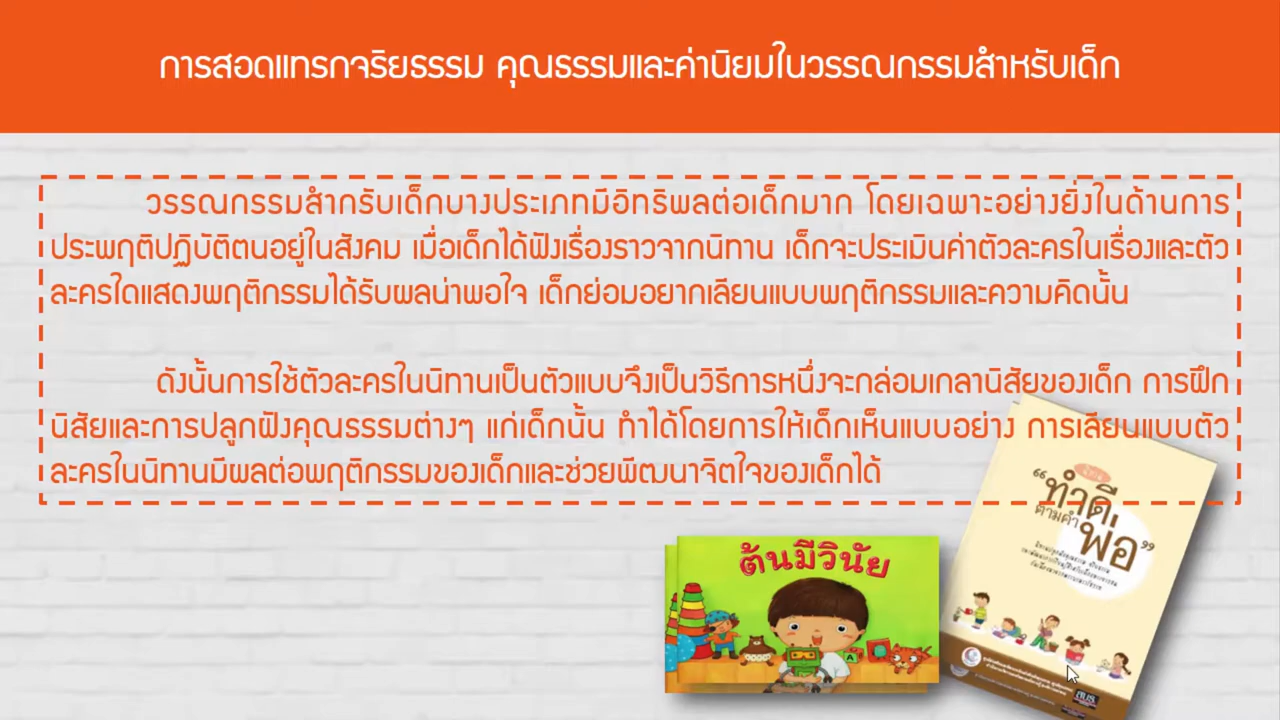 การสอดแทรกจริยธรรม คุณธรรมและค่านิยมในวรรณกรรมสำหรับเด็ก
วรรณกรรมสำกรับเด็กบางประเภทมีอิทธิพลต่อเด็กมาก โดยเฉพาะอย่างยิ่งในด้านการ
ประพฤติปฏิบัติตนอยู่ในสังคม เมื่อเด็กได้ฟังเรื่องราวจากนิทาน เด็กจะประเมินค่าตัวละครในเรื่องและตัว
ละครใดแสดงพฤติกรรมได้รับผลน่าพอใจ เด็กย่อมอยากเลียนแบบพฤติกรรมและความคิดนั้น
ดังนั้นการใช้ตัวละครในนิทานเป็นตัวแบบจึงเป็นวิธีการหนึ่งจะกล่อมเกลานิสัยของเด็ก การฝึก
นิสัยและการปลูกฝังคุณธรรมต่างๆ แก่เด็กนั้น ทำได้โดยการให้เด็กเห็นแบบอย่าง การเลียนแบบตัว
ละครในนิทานมีผลต่อพฤติกรรมของเด็กและช่วยพัฒนาจิตใจของเด็กได้
“ทำดี
ตามคำ
พ่อ”
ต้นมีวินัย